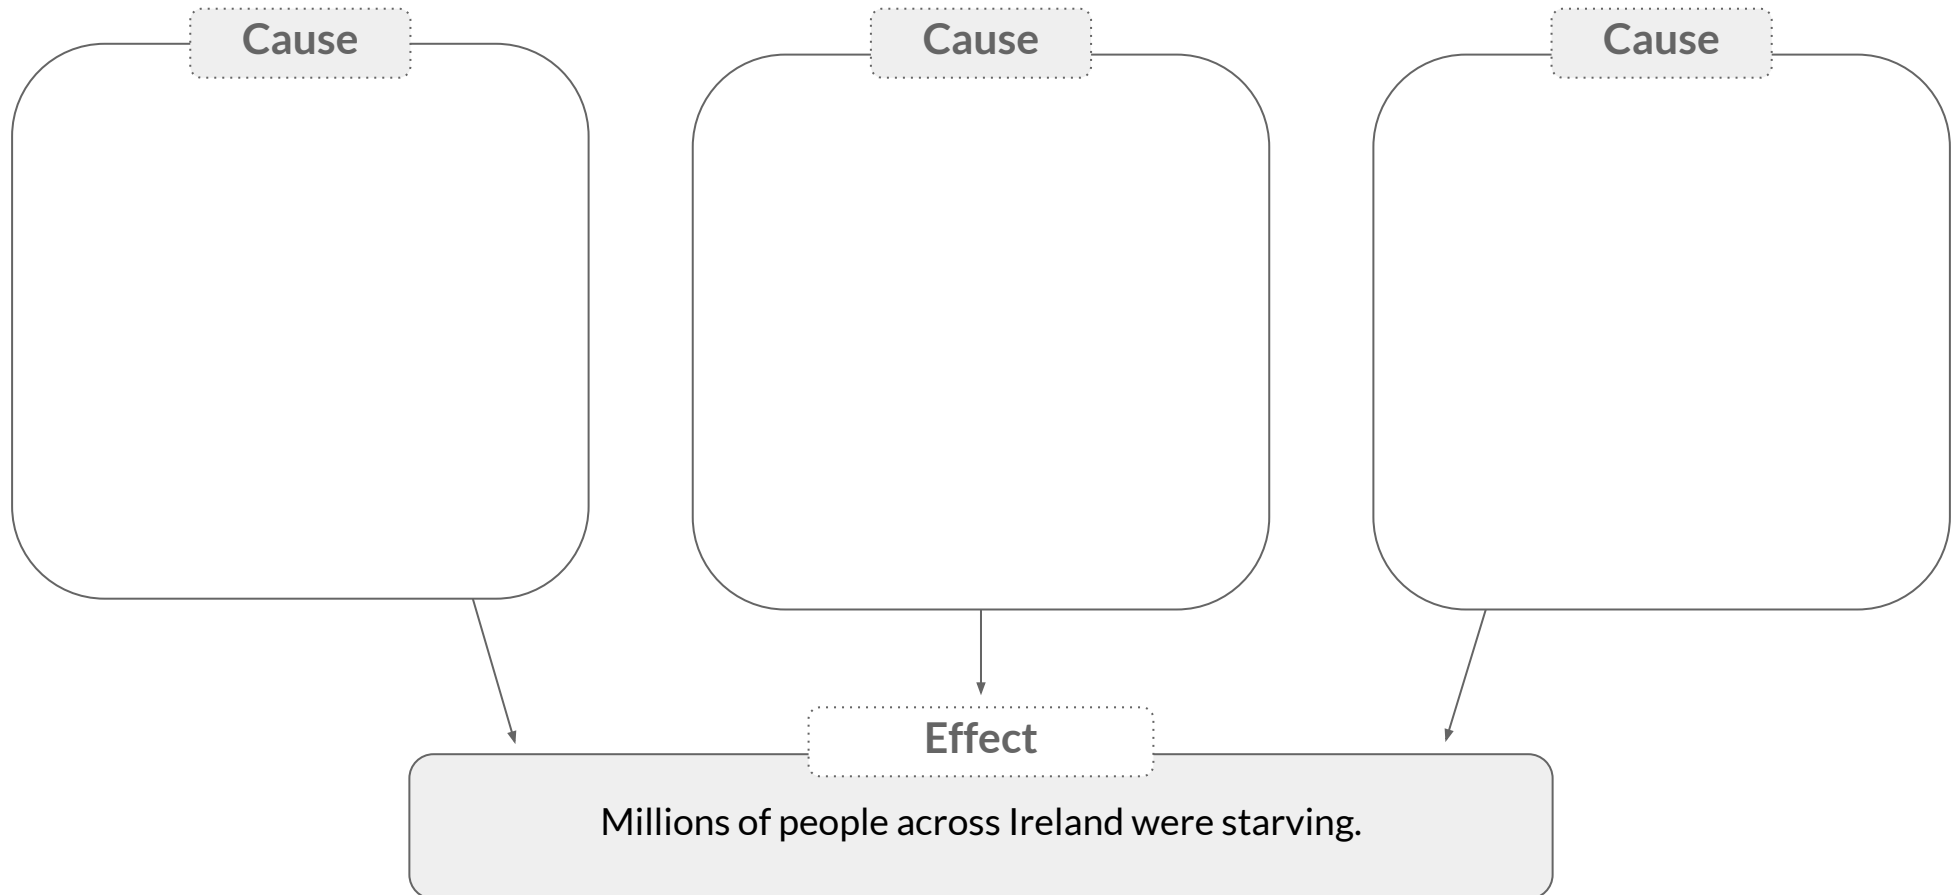 Cause
Cause
Cause
Effect
Millions of people across Ireland were starving.